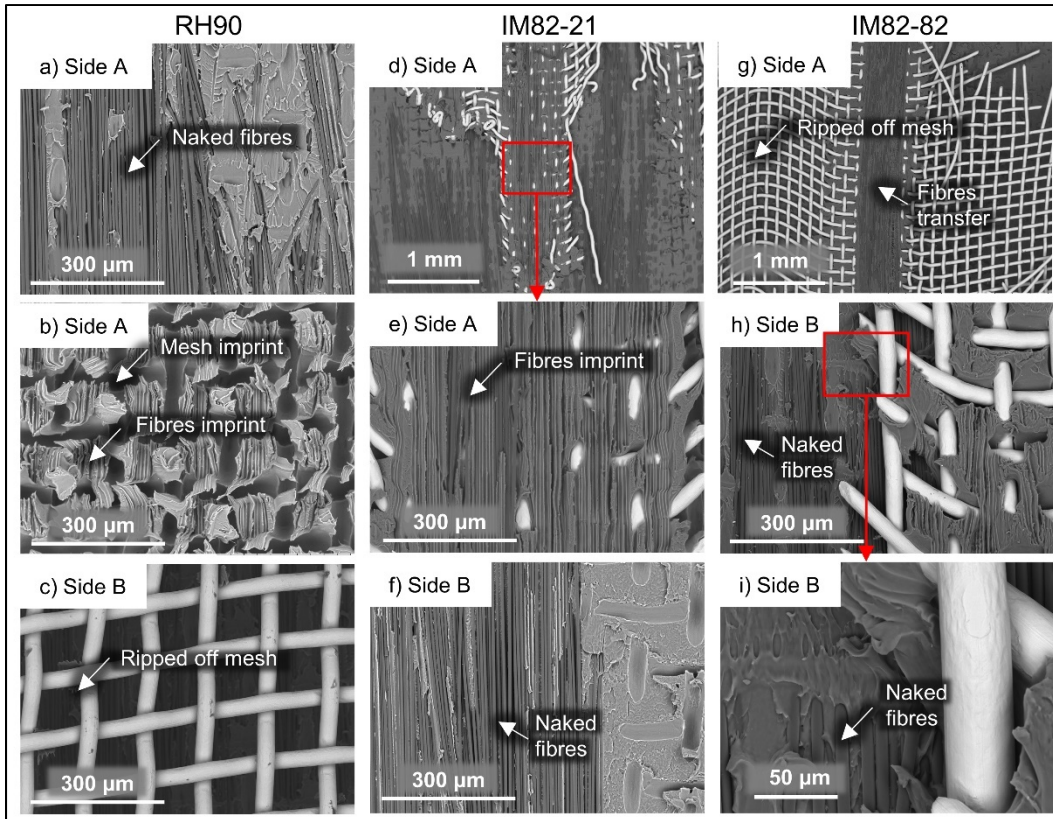 RH90
IM82-21
IM82-82
a) Side A
Naked fibres
300 µm
d) Side A
1 mm
g) Side A
Ripped off mesh
Fibres
transfer
1 mm
b) Side A
Mesh imprint
Fibres imprint
300 µm
e) Side A
Fibres imprint
300 µm
h) Side B
Naked
fibres
300 µm
c) Side B
Ripped off mesh
300 µm
f) Side B
Naked
fibres
300 µm
i) Side B
Naked
fibres
50 µm